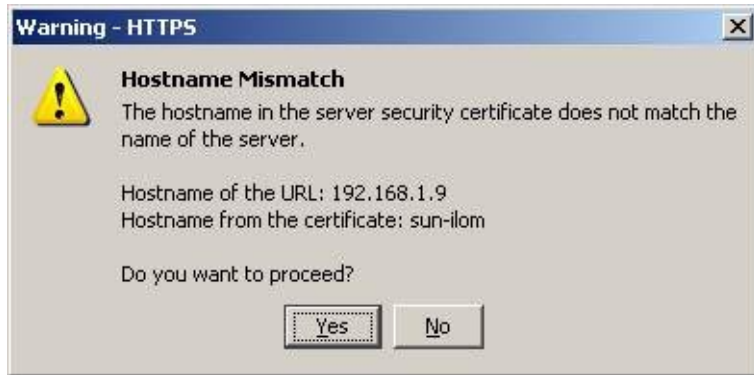 Warning - HTTPS
Hostname Mismatch
The hostname in the server security certificate does not match the
name of the server.
Hostname of the URL: 192.168.1.9
Hostname from the certificate: sun-ilom
Do you want to proceed?
Yes No